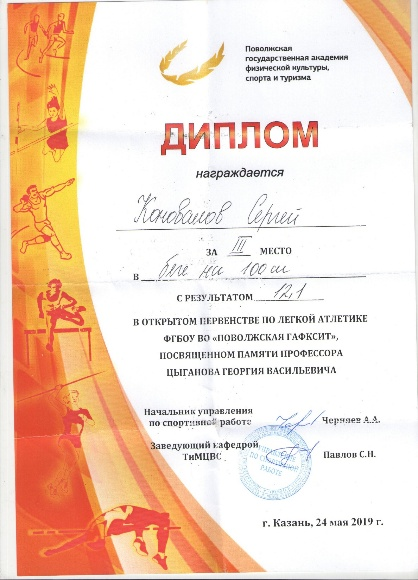 Поволжская
государственная академия
физической культуры,
спорта и туризма
ДИПЛОМ
награждается
Коновалов Сергей
ЗА III МЕСТО
В беге на 100 м
С РЕЗУЛЬТАТОМ 12,1
В ОТКРЫТОМ ПЕРВЕНСТВЕ ПО ЛЕГКОЙ АТЛЕТИКЕ
ФГБОУ ВО «ПОВОЛЖСКАЯ ГАФКСИТ»,
ПОСВЯЩЕННОМ ПАМЯТИ ПРОФЕССОРА
ЦЫГАНОВА ГЕОРГИЯ ВАСИЛЬЕВИЧА
Начальник управления
по спортивной работе Черняев А.А.
Заведующий кафедрой
ТиМЦВС Павлов С.Н.
ПО СПОРТИВНОЙ
РАБОТЕ
г. Казань, 24 мая 2019 г.